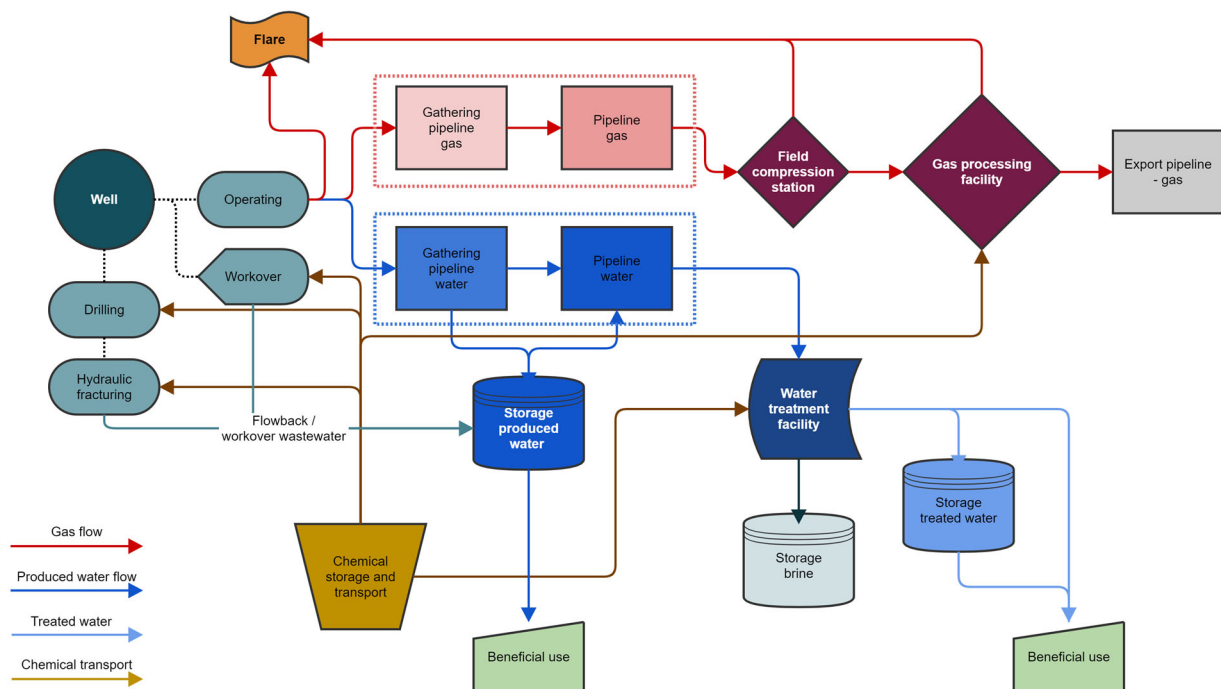 Flare
Gathering
pipeline
gas
Pipeline
gas
Field
compression
station
Gas processing
facility
Export pipeline
- gas
Well
Operating
Workover
Gathering
pipeline
water
Pipeline
water
Drilling
Hydraulic
fracturing
Flowback /
workover wastewater
Storage
produced
water
Water
treatment
facility
Storage
treated water
Storage
brine
Chemical
storage and
transport
Gas flow
Produced water flow
Treated water
Chemical transport
Beneficial use
Beneficial use